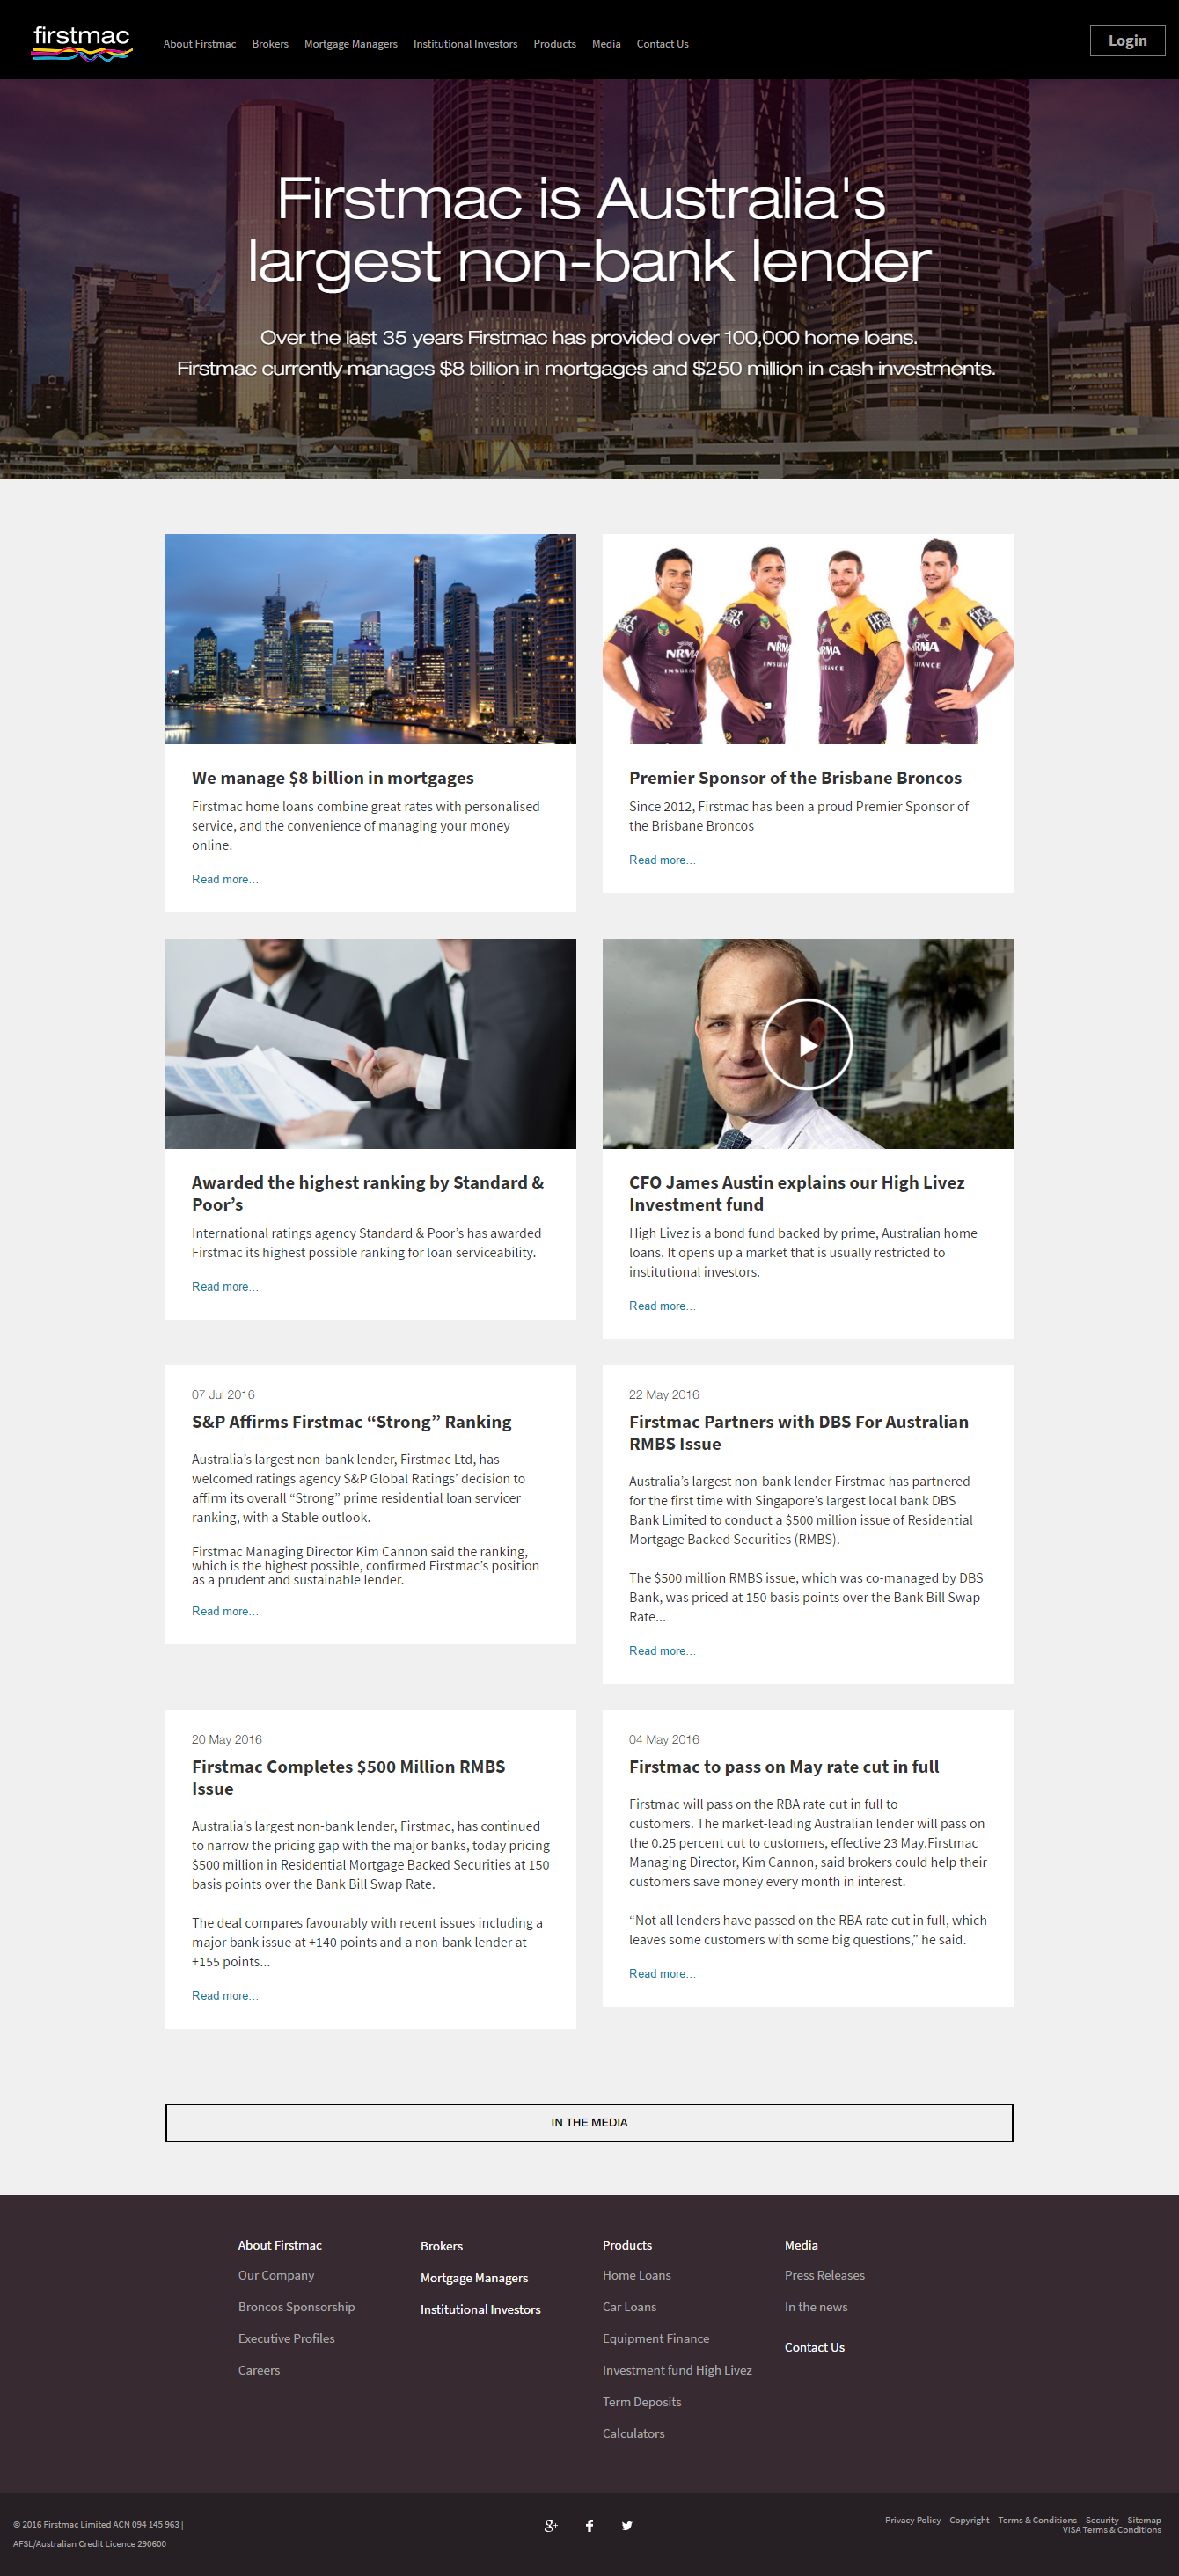 firstmac
About Firstmac Brokers Mortgage Managers Institutional Investors Products Media Contact Us
Login
Firstmac is Australia's
largest non-bank lender
Over the last 35 years Firstmac has provided over 100,000 home loans.
Firstmac currently manages $8 billion in mortgages and $250 million in cash investments.
We manage $8 billion in mortgages
Firstmac home loans combine great rates with personalised
service, and the convenience of managing your money
online.
Read more...
NRMA
INSURANCE
Premier Sponsor of the Brisbane Broncos
Since 2012, Firstmac has been a proud Premier Sponsor of
the Brisbane Broncos
Read more...
Awarded the highest ranking by Standard &
Poor’s
International ratings agency Standard & Poor’s has awarded
Firstmac its highest possible ranking for loan serviceability.
Read more...
CFO James Austin explains our High Livez
Investment fund
High Livez is a bond fund backed by prime, Australian home
loans. It opens up a market that is usually restricted to
institutional investors.
Read more...
07 Jul 2016
S&P Affirms Firstmac “Strong” Ranking
Australia’s largest non-bank lender, Firstmac Ltd, has
welcomed ratings agency S&P Global Ratings’ decision to
affirm its overall “Strong” prime residential loan servicer
ranking, with a Stable outlook.
Firstmac Managing Director Kim Cannon said the ranking,
which is the highest possible, confirmed Firstmac’s position
as a prudent and sustainable lender.
Read more...
22 May 2016
Firstmac Partners with DBS For Australian
RMBS Issue
Australia’s largest non-bank lender Firstmac has partnered
for the first time with Singapore’s largest local bank DBS
Bank Limited to conduct a $500 million issue of Residential
Mortgage Backed Securities (RMBS).
The $500 million RMBS issue, which was co-managed by DBS
Bank, was priced at 150 basis points over the Bank Bill Swap
Rate...
Read more...
20 May 2016
Firstmac Completes $500 Million RMBS
Issue
Australia’s largest non-bank lender, Firstmac, has continued
to narrow the pricing gap with the major banks, today pricing
$500 million in Residential Mortgage Backed Securities at 150
basis points over the Bank Bill Swap Rate.
The deal compares favourably with recent issues including a
major bank issue at +140 points and a non-bank lender at
+155 points...
Read more...
04 May 2016
Firstmac to pass on May rate cut in full
Firstmac will pass on the RBA rate cut in full to
customers. The market-leading Australian lender will pass on
the 0.25 percent cut to customers, effective 23 May.Firstmac
Managing Director, Kim Cannon, said brokers could help their
customers save money every month in interest.
“Not all lenders have passed on the RBA rate cut in full, which
leaves some customers with some big questions,” he said.
Read more...
IN THE MEDIA
About Firstmac
Our Company
Broncos Sponsorship
Executive Profiles
Careers
Brokers
Mortgage Managers
Institutional Investors
Products
Home Loans
Car Loans
Equipment Finance
Investment fund High Livez
Term Deposits
Calculators
Media
Press Releases
In the news
Contact Us
© 2016 Firstmac Limited ACN 094 145 963 |
AFSL/Australian Credit Licence 290600
Privacy Policy Copyright Terms & Conditions Security Sitemap
VISA Terms & Conditions